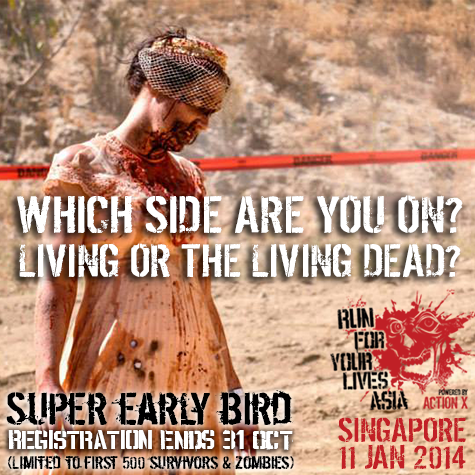 DANGER DANGER DANGER
WHICH SIDE ARE YOU ON?
LIVING OR THE LIVING DEAD?
RUN
FOR
YOUR
LIVES
ASIA
POWERED BY
ACTION X
SUPER EARLY BIRD
REGISTRATION ENDS 31 OCT
(LIMITED TO FIRST 500 SURVIVORS & ZOMBIES)
SINGAPORE
11 JAN 2014